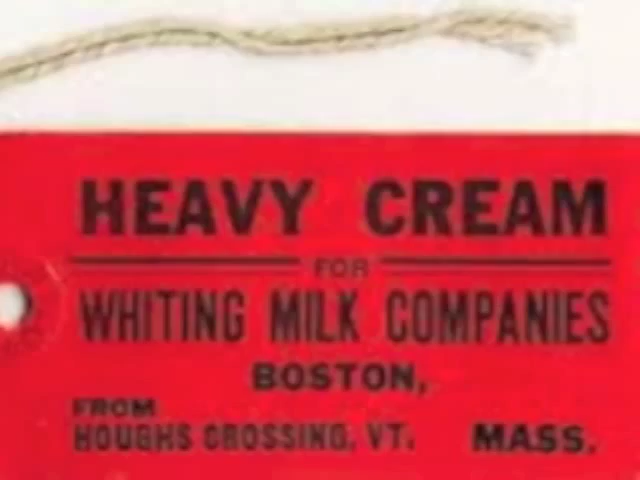 HEAVY CREAM
FOR
WHITING MILK COMPANIES
BOSTON,
MASS.
FROM
HOUGHS CROSSING, VT.